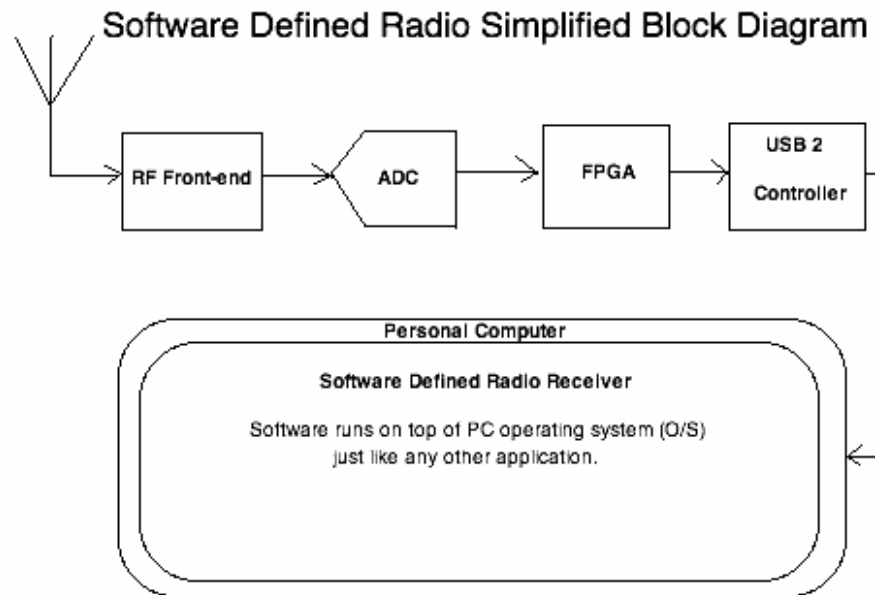 Software Defined Radio Simplified Block Diagram
RF Front-end
ADC
FPGA
USB 2
Controller
Personal Computer
Software Defined Radio Receiver
Software runs on top of PC operating system (O/S)
just like any other application.